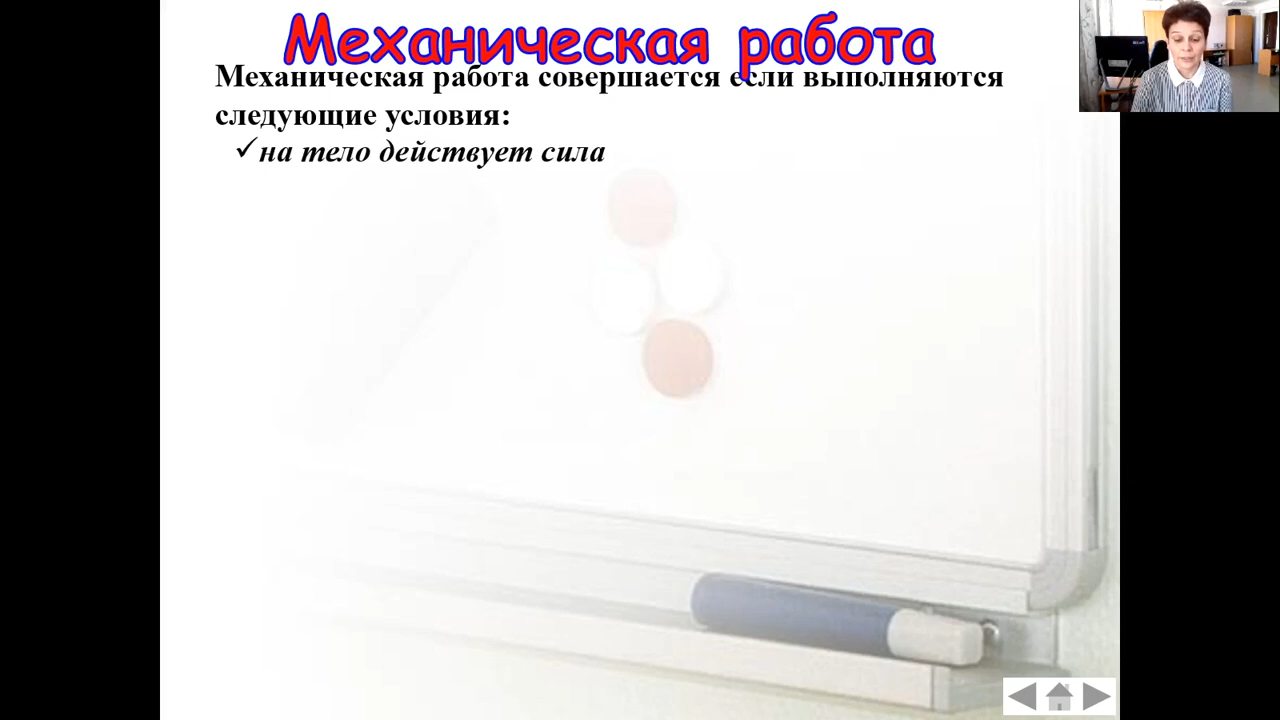 Механическая работа
Механическая работа совершается если выполняются
следующие условия:
на тело действует сила